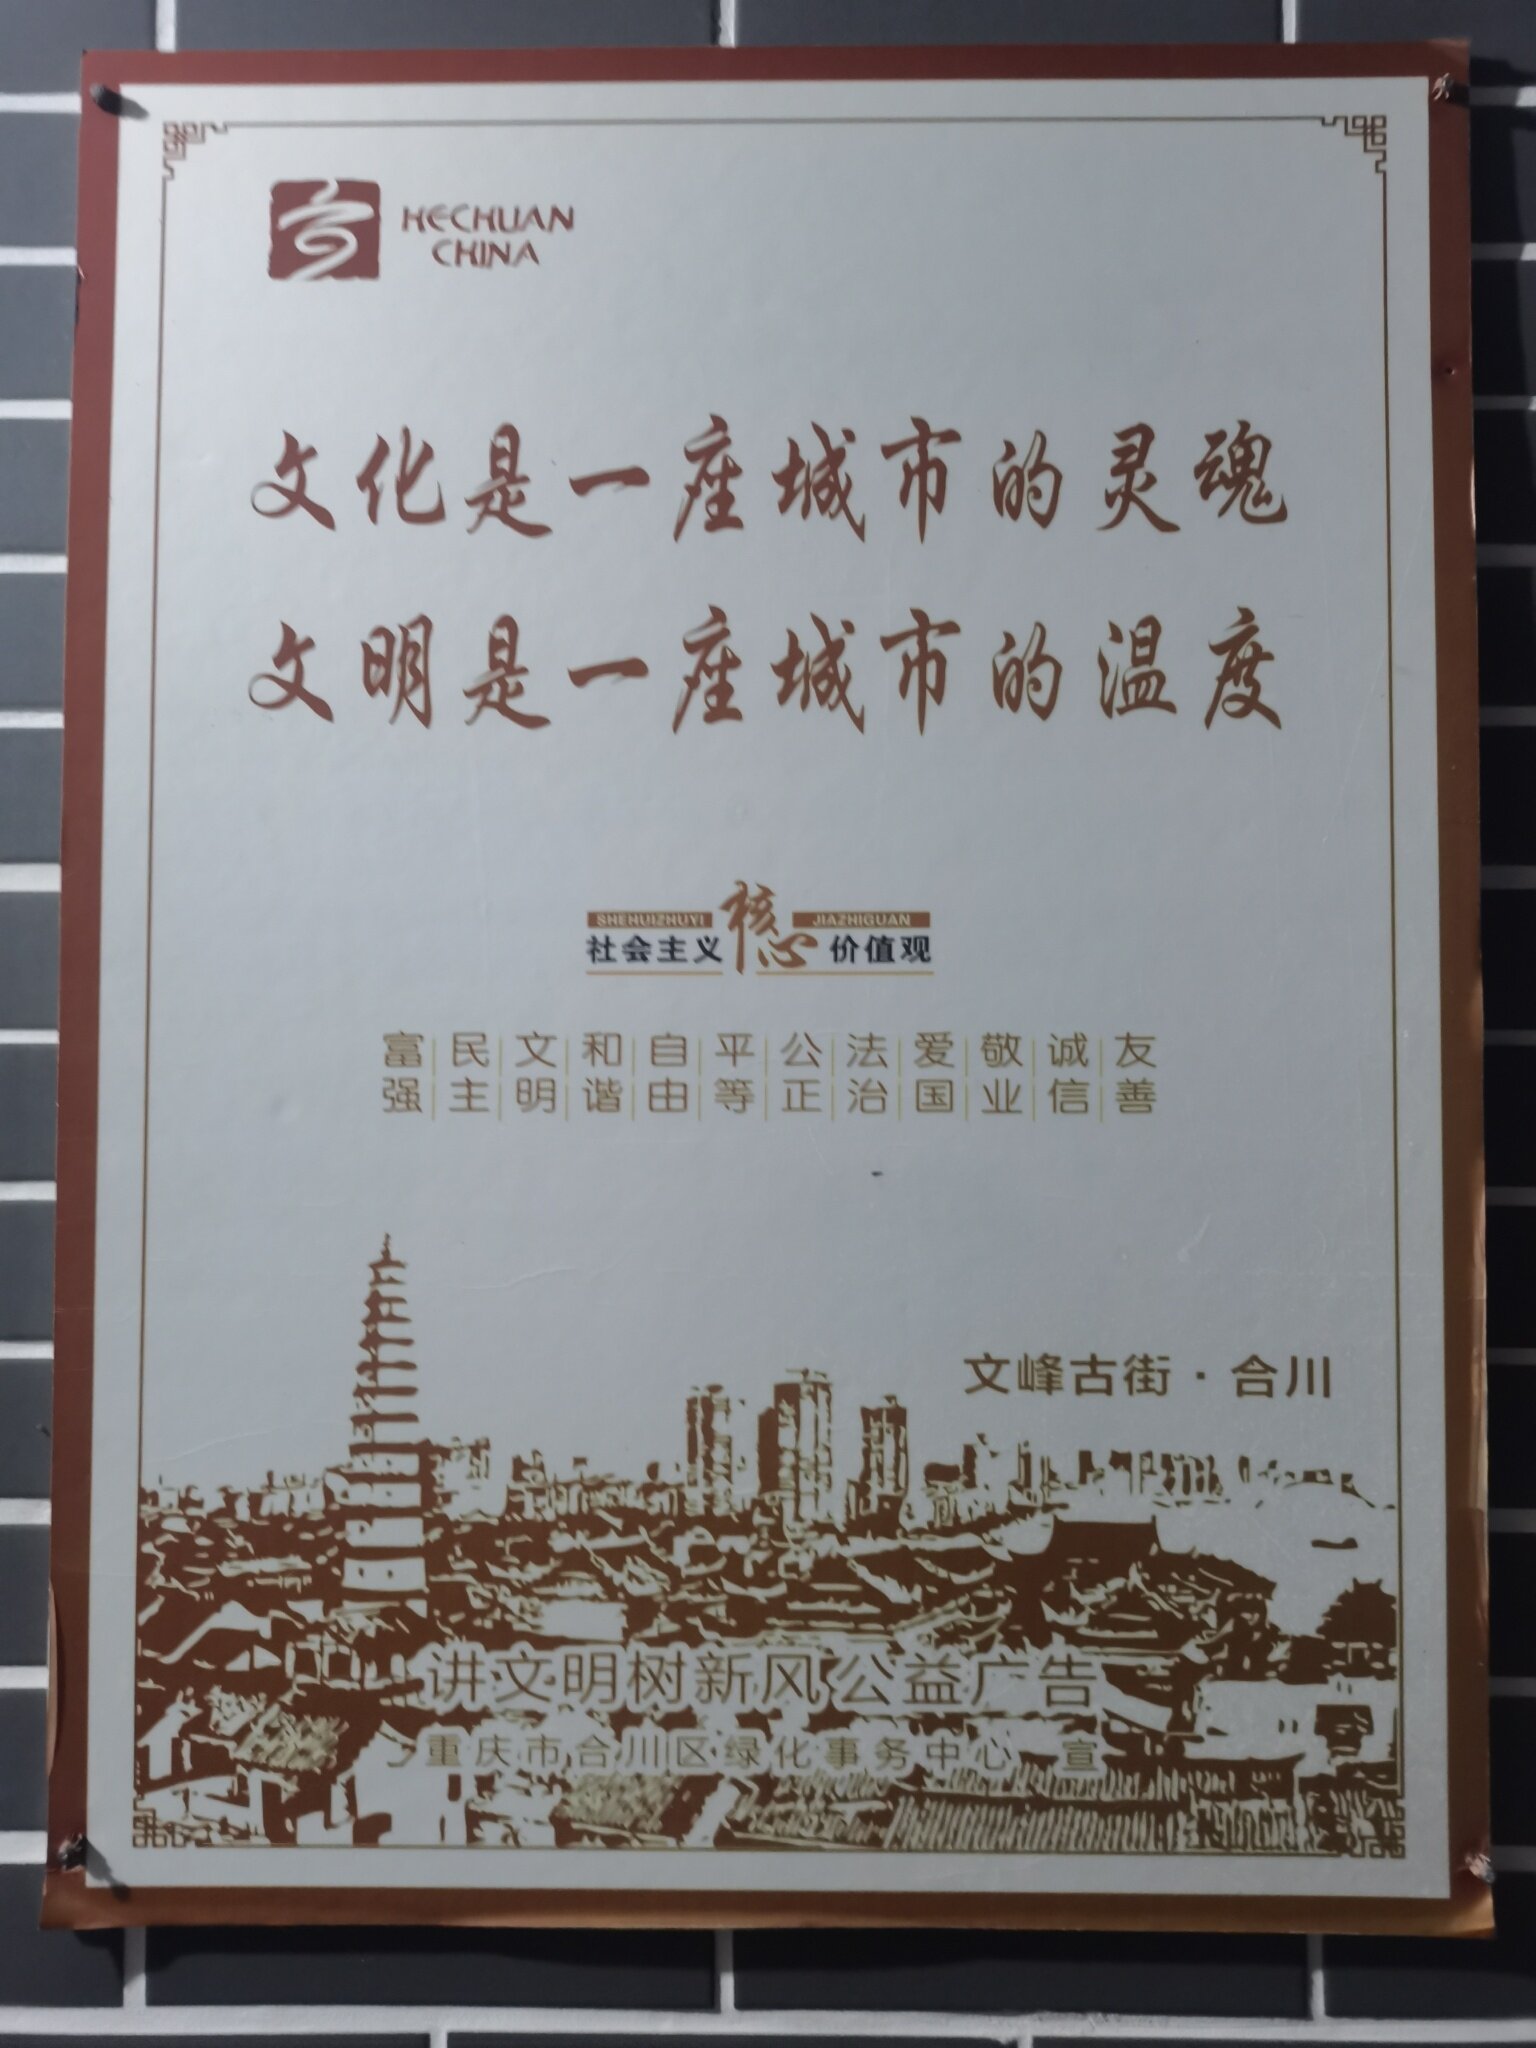 HECHUAN
CHINA
文化是一座城市的灵魂
文明是一座城市的温度
SHEHUIZHUYI JIAZHIGUAN
社会主义核心价值观
富强 民主 文明 和谐 自由 平等 公正 法治 爱国 敬业 诚信 友善
文峰古街·合川
讲文明树新风公益广告
重庆市合川区绿化事务中心 宣